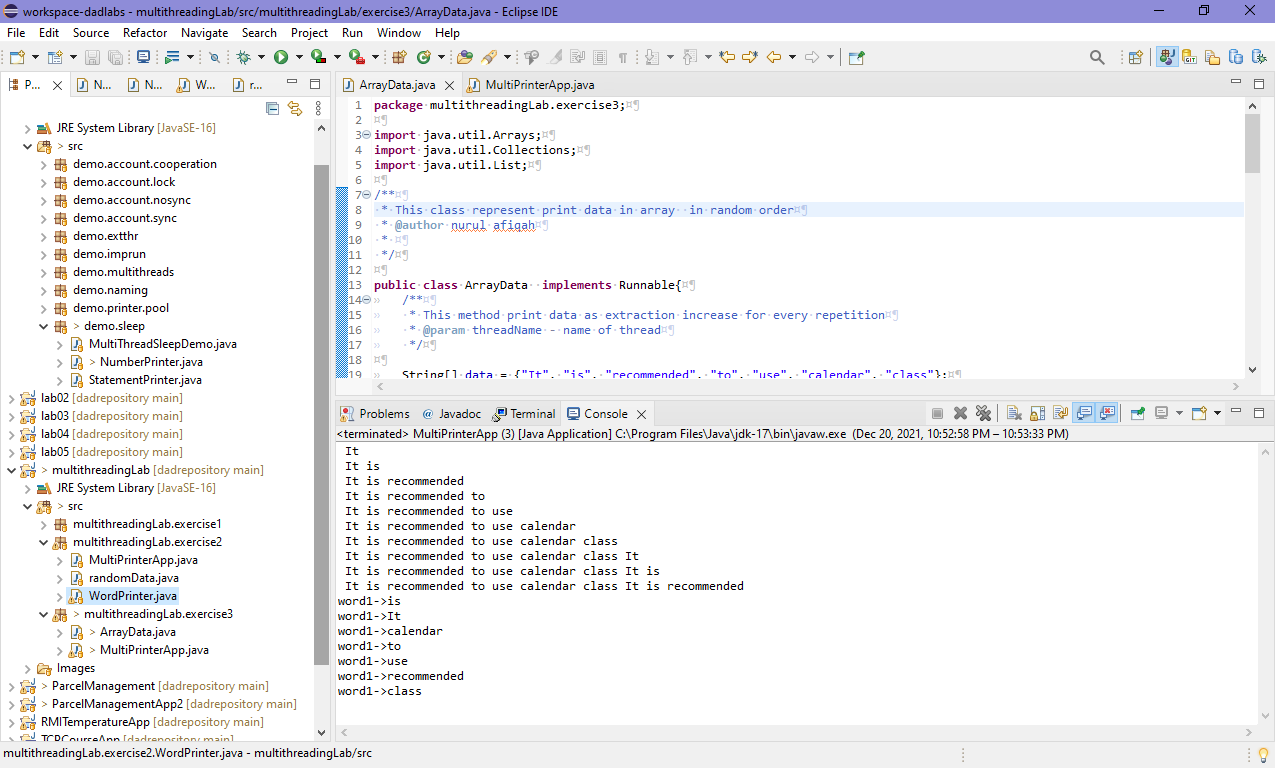 workspace-dadlabs - multithreadingLab/src/multithreadingLab/exercise3/ArrayData.java - Eclipse IDE
File Edit Source Refactor Navigate Search Project Run Window Help
P... N... N... W... r...
JRE System Library [JavaSE-16]
> src
demo.account.cooperation
demo.account.lock
demo.account.nosync
demo.account.sync
demo.extthr
demo.imprun
demo.multithreads
demo.naming
demo.printer.pool
> demo.sleep
MultiThreadSleepDemo.java
> NumberPrinter.java
StatementPrinter.java
lab02 [dadrepository main]
lab03 [dadrepository main]
lab04 [dadrepository main]
lab05 [dadrepository main]
> multithreadingLab [dadrepository main]
JRE System Library [JavaSE-16]
> src
multithreadingLab.exercise1
multithreadingLab.exercise2
MultiPrinterApp.java
randomData.java
WordPrinter.java
> multithreadingLab.exercise3
> ArrayData.java
> MultiPrinterApp.java
Images
> ParcelManagement [dadrepository main]
> ParcelManagementApp2 [dadrepository main]
RMITemperatureApp [dadrepository main]
TCPCourseApp [dadrepository main]
ArrayData.java MultiPrinterApp.java
1 package multithreadingLab.exercise3;
2
3 import java.util.Arrays;
4 import java.util.Collections;
5 import java.util.List;
6
7 /**
8 * This class represent print data in array  in random order
9 * @author nurul afiqah
10 *
11 */
12
13 public class ArrayData  implements Runnable{
14 /**
15 * This method print data as extraction increase for every repetition
16 * @param threadName - name of thread
17 */
18
19 String[] data = {"It", "is", "recommended", "to", "use", "calendar", "class"};
Problems @ Javadoc Terminal Console
<terminated> MultiPrinterApp (3) [Java Application] C:\Program Files\Java\jdk-17\bin\javaw.exe (Dec 20, 2021, 10:52:58 PM – 10:53:33 PM)
It
It is
It is recommended
It is recommended to
It is recommended to use
It is recommended to use calendar
It is recommended to use calendar class
It is recommended to use calendar class It
It is recommended to use calendar class It is
It is recommended to use calendar class It is recommended
word1->is
word1->It
word1->calendar
word1->to
word1->use
word1->recommended
word1->class
multithreadingLab.exercise2.WordPrinter.java - multithreadingLab/src